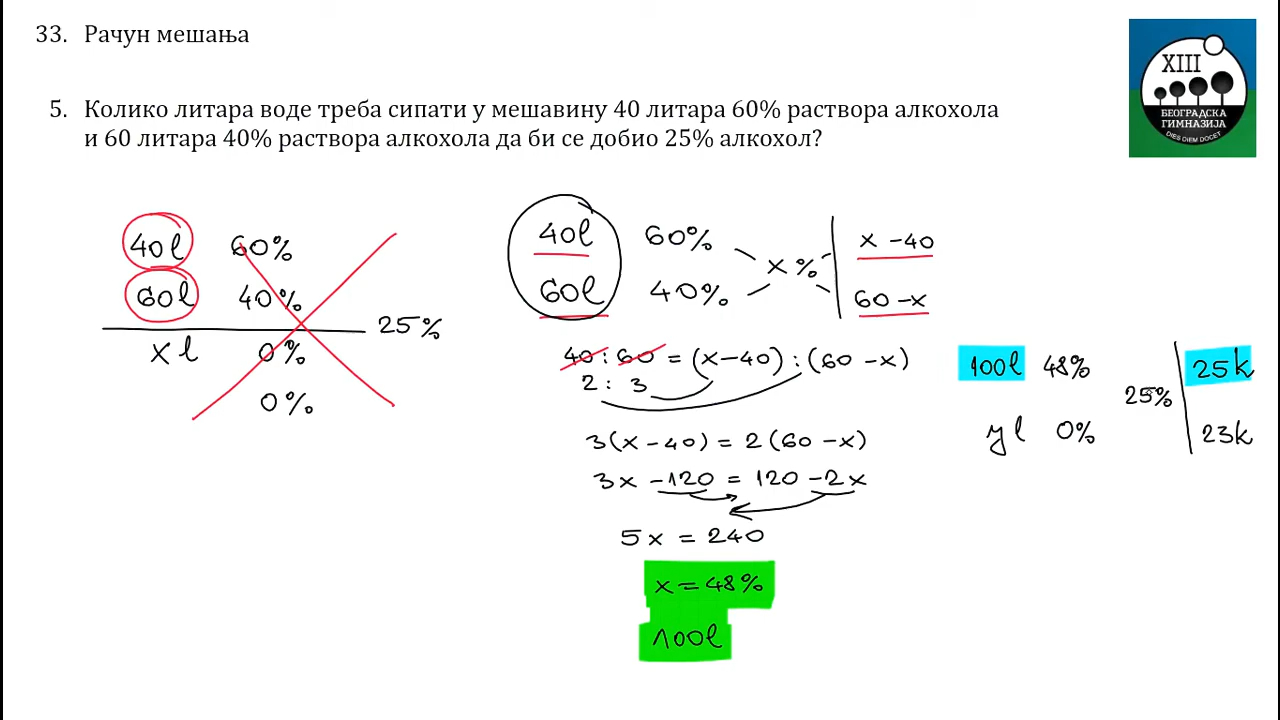 33. Рачун мешања
XIII
БЕОГРАДСКА
ГИМНАЗИЈА
DIES DIEM DOCET
5. Колико литара воде треба сипати у мешавину 40 литара 60% раствора алкохола
и 60 литара 40% раствора алкохола да би се добио 25% алкохол?
40l 60%
60l 40%
25%
x l 0%
0%
40l 60%
x%
x - 40
60l 40%
60 - x
40 : 60 = (x - 40) : (60 - x)
2 : 3
3(x - 40) = 2(60 - x)
3x - 120 = 120 - 2x
5x = 240
x = 48%
100l
100l 48%
25%
25k
y l 0%
23k